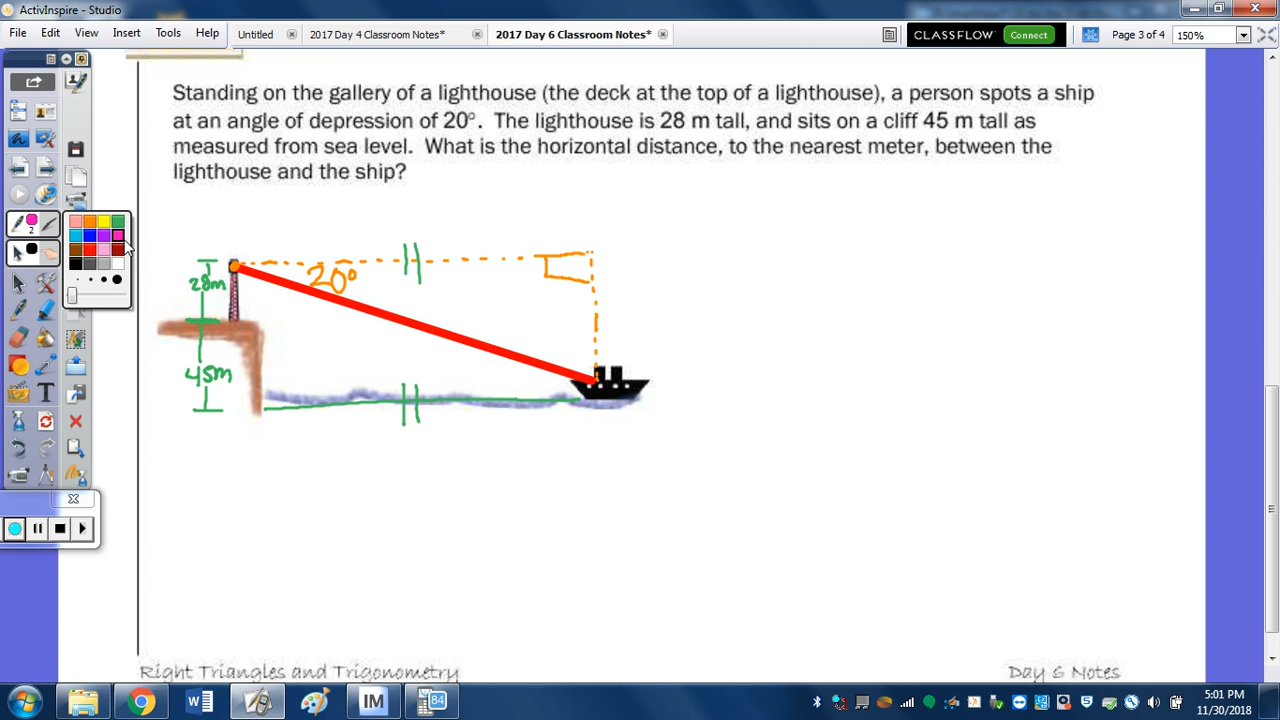 ActivInspire - Studio
File Edit View Insert Tools Help Untitled 2017 Day 4 Classroom Notes* 2017 Day 6 Classroom Notes* CLASSFLOW Connect Page 3 of 4 150%
Standing on the gallery of a lighthouse (the deck at the top of a lighthouse), a person spots a ship
at an angle of depression of 20°. The lighthouse is 28 m tall, and sits on a cliff 45 m tall as
measured from sea level. What is the horizontal distance, to the nearest meter, between the
lighthouse and the ship?
2
20°
28m
45m
Right Triangles and Trigonometry Day 6 Notes
IM 84
5:01 PM
11/30/2018